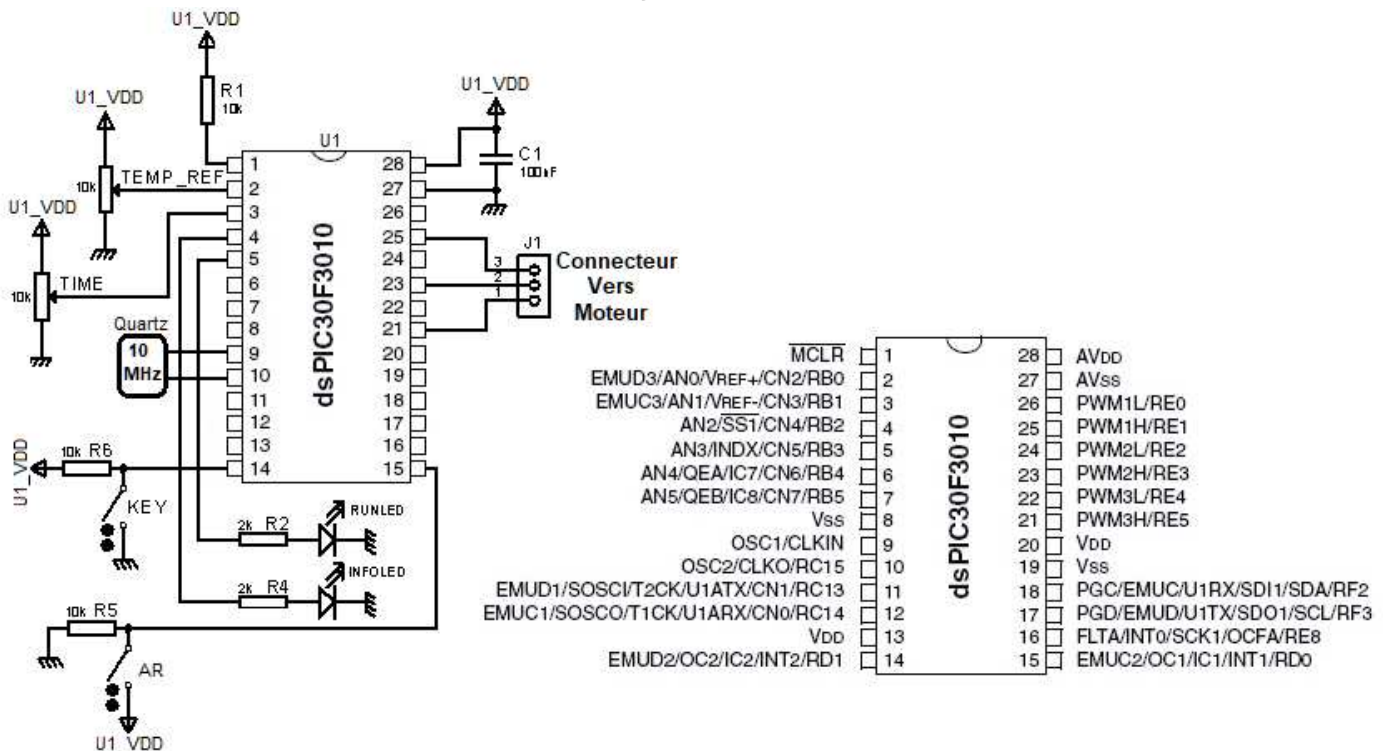 U1_VDD
R1
10k
U1_VDD
TEMP_REF
10k
U1_VDD
TIME
10k
Quartz
10
MHz
U1
dsPIC30F3010
1
2
3
4
5
6
7
8
9
10
11
12
13
14
28
27
26
25
24
23
22
21
20
19
18
17
16
15
U1_VDD
C1
100nF
J1
3
2
1
Connecteur
Vers
Moteur
U1_VDD
10k R6
KEY
2k R2
RUNLED
2k R4
INFOLED
10k R5
AR
U1_VDD
MCLR 1
EMUD3/AN0/VREF+/CN2/RB0 2
EMUC3/AN1/VREF-/CN3/RB1 3
AN2/SS1/CN4/RB2 4
AN3/INDX/CN5/RB3 5
AN4/QEA/IC7/CN6/RB4 6
AN5/QEB/IC8/CN7/RB5 7
Vss 8
OSC1/CLKIN 9
OSC2/CLKO/RC15 10
EMUD1/SOSCI/T2CK/U1ATX/CN1/RC13 11
EMUC1/SOSCO/T1CK/U1ARX/CN0/RC14 12
VDD 13
EMUD2/OC2/IC2/INT2/RD1 14
dsPIC30F3010
28 AVDD
27 AVss
26 PWM1L/RE0
25 PWM1H/RE1
24 PWM2L/RE2
23 PWM2H/RE3
22 PWM3L/RE4
21 PWM3H/RE5
20 VDD
19 Vss
18 PGC/EMUC/U1RX/SDI1/SDA/RF2
17 PGD/EMUD/U1TX/SDO1/SCL/RF3
16 FLTA/INT0/SCK1/OCFA/RE8
15 EMUC2/OC1/IC1/INT1/RD0